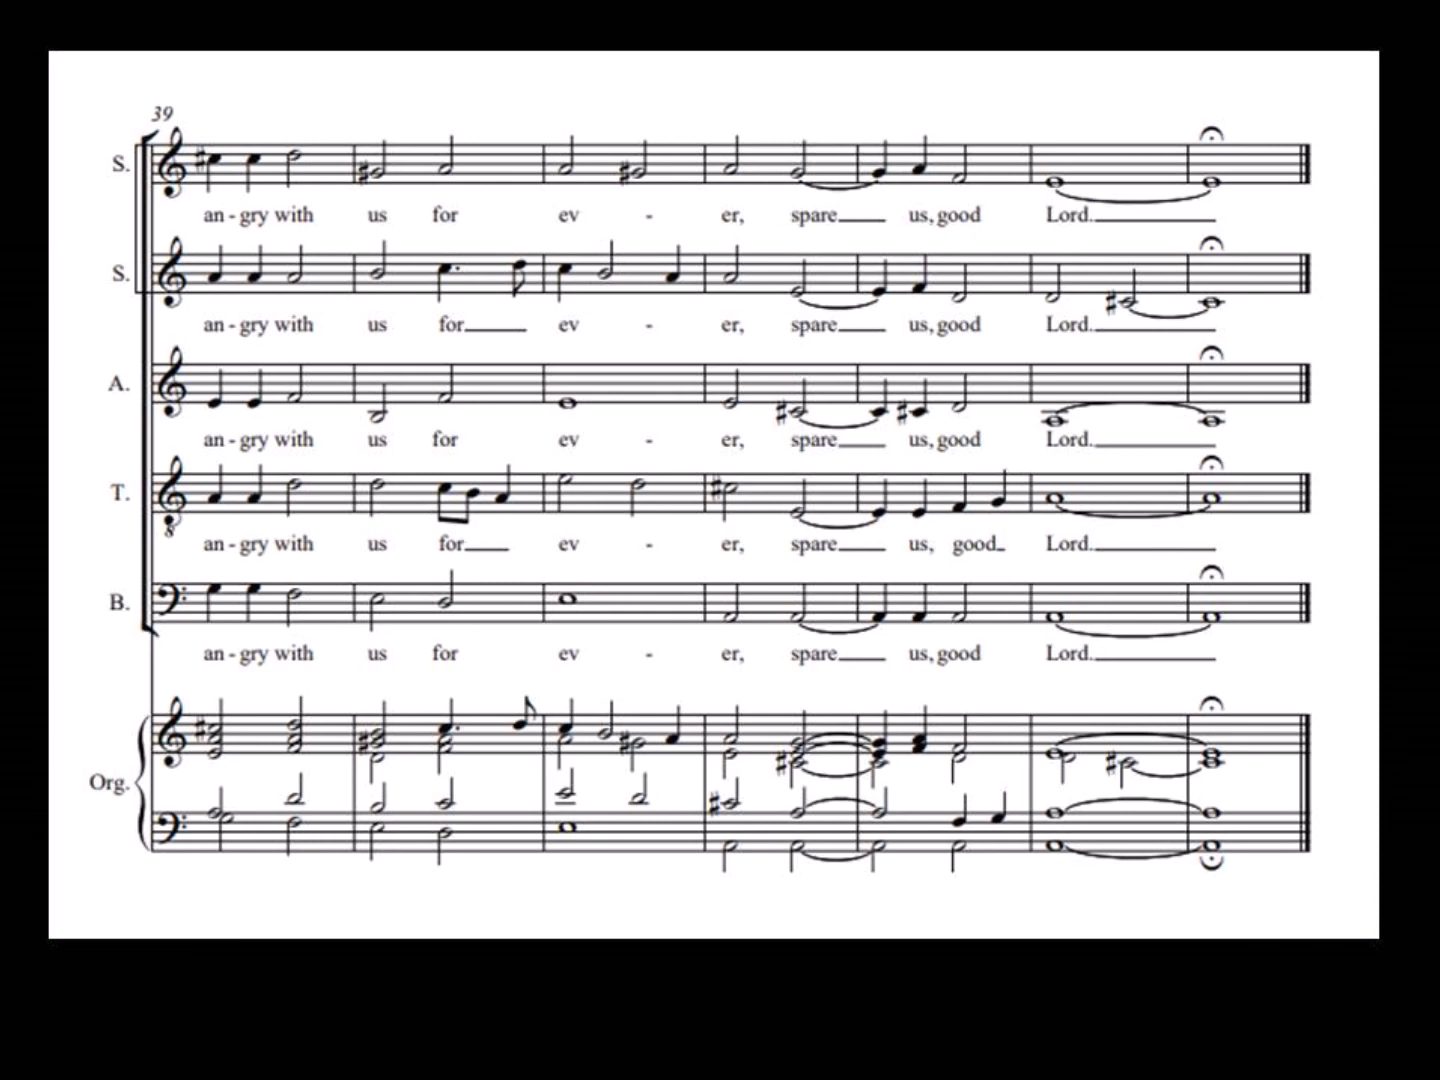 39
S.
an - gry with us for ev - er, spare us, good Lord.
S.
an - gry with us for ev - er, spare us, good Lord.
A.
an - gry with us for ev - er, spare us, good Lord.
T.
8
an - gry with us for ev - er, spare us, good Lord.
B.
an - gry with us for ev - er, spare us, good Lord.
Org.